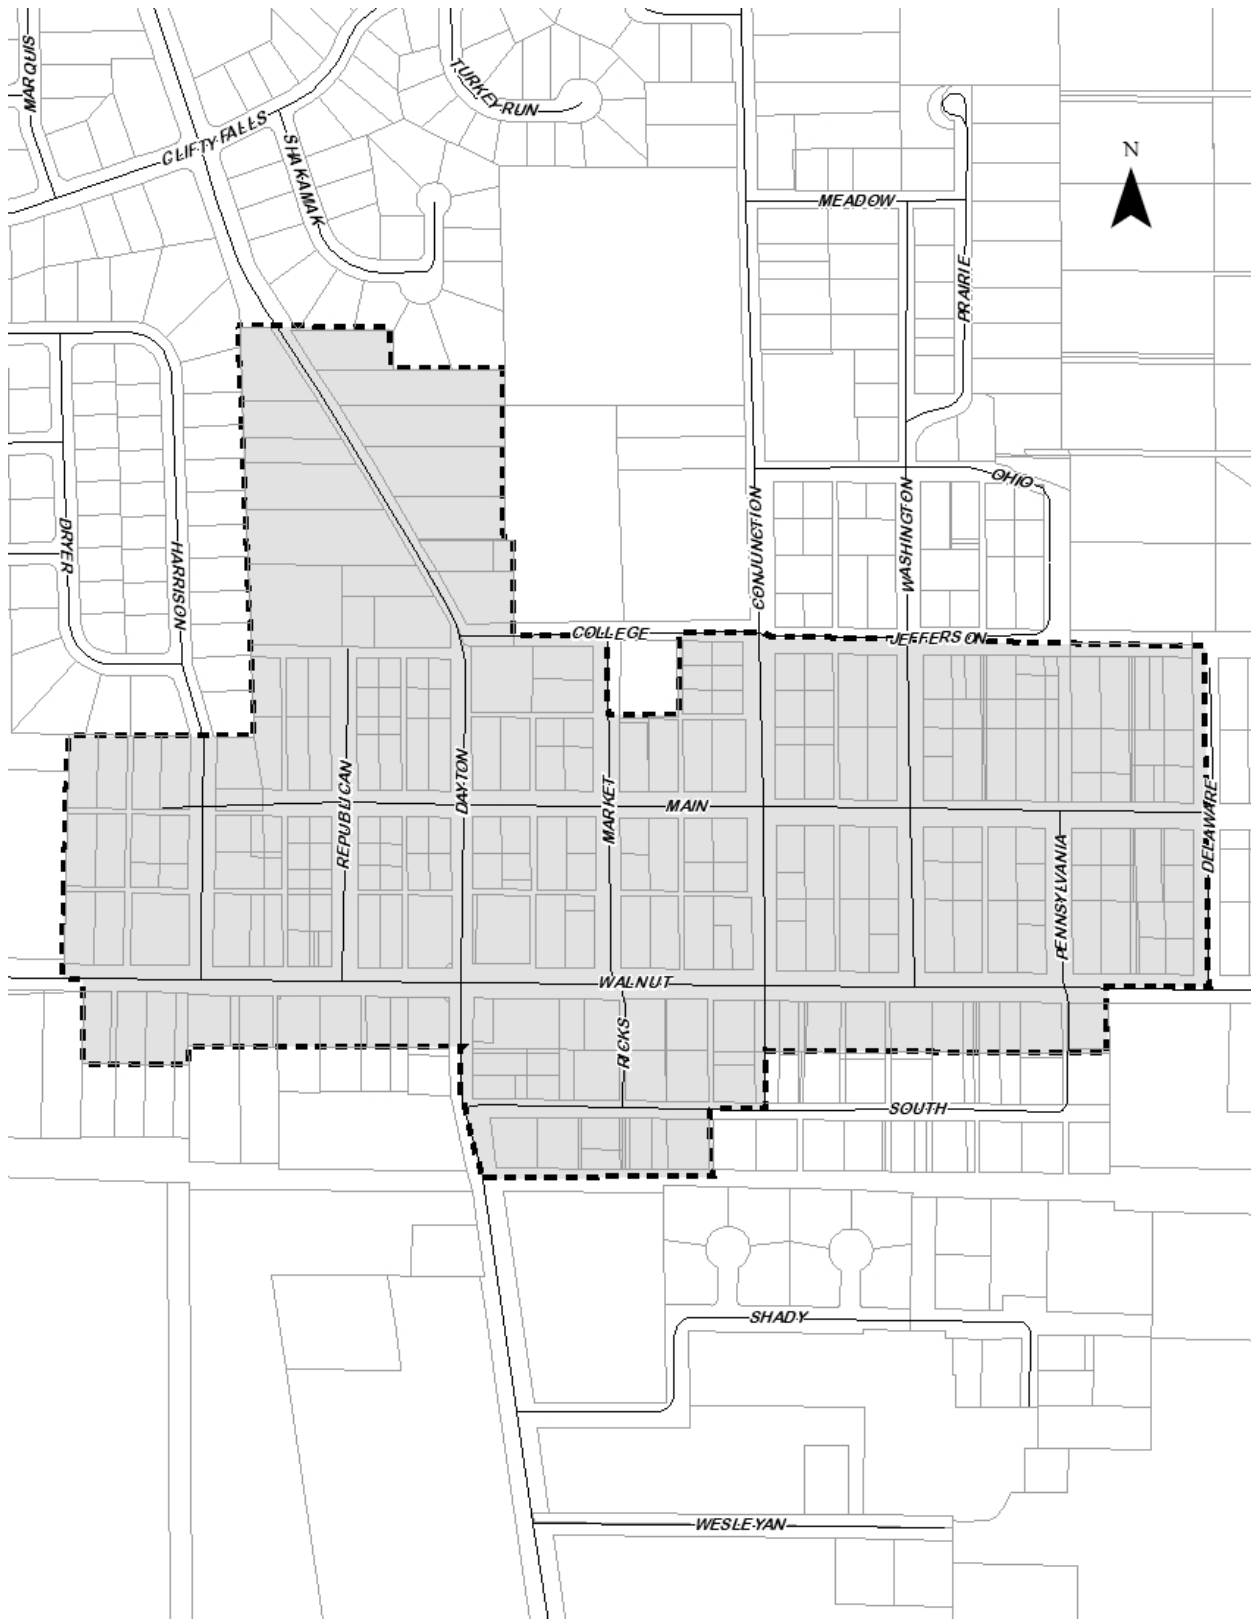 MARQUIS
TURKEY RUN
CLIFTY FALLS
SHAKAMAK
N
MEADOW
PRAIRIE
OHIO
DRYER
HARRISON
CONJUNCTION
WASHINGTON
COLLEGE
JEFFERSON
REPUBLICAN
DAYTON
MARKET
MAIN
DELAWARE
PENNSYLVANIA
WALNUT
RICKS
SOUTH
SHADY
WESLEYAN